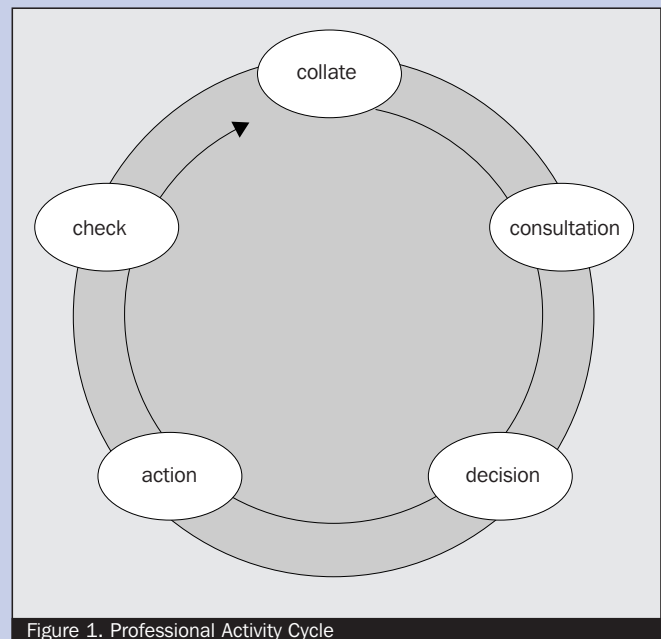 collate
check
consultation
action
decision
Figure 1. Professional Activity Cycle